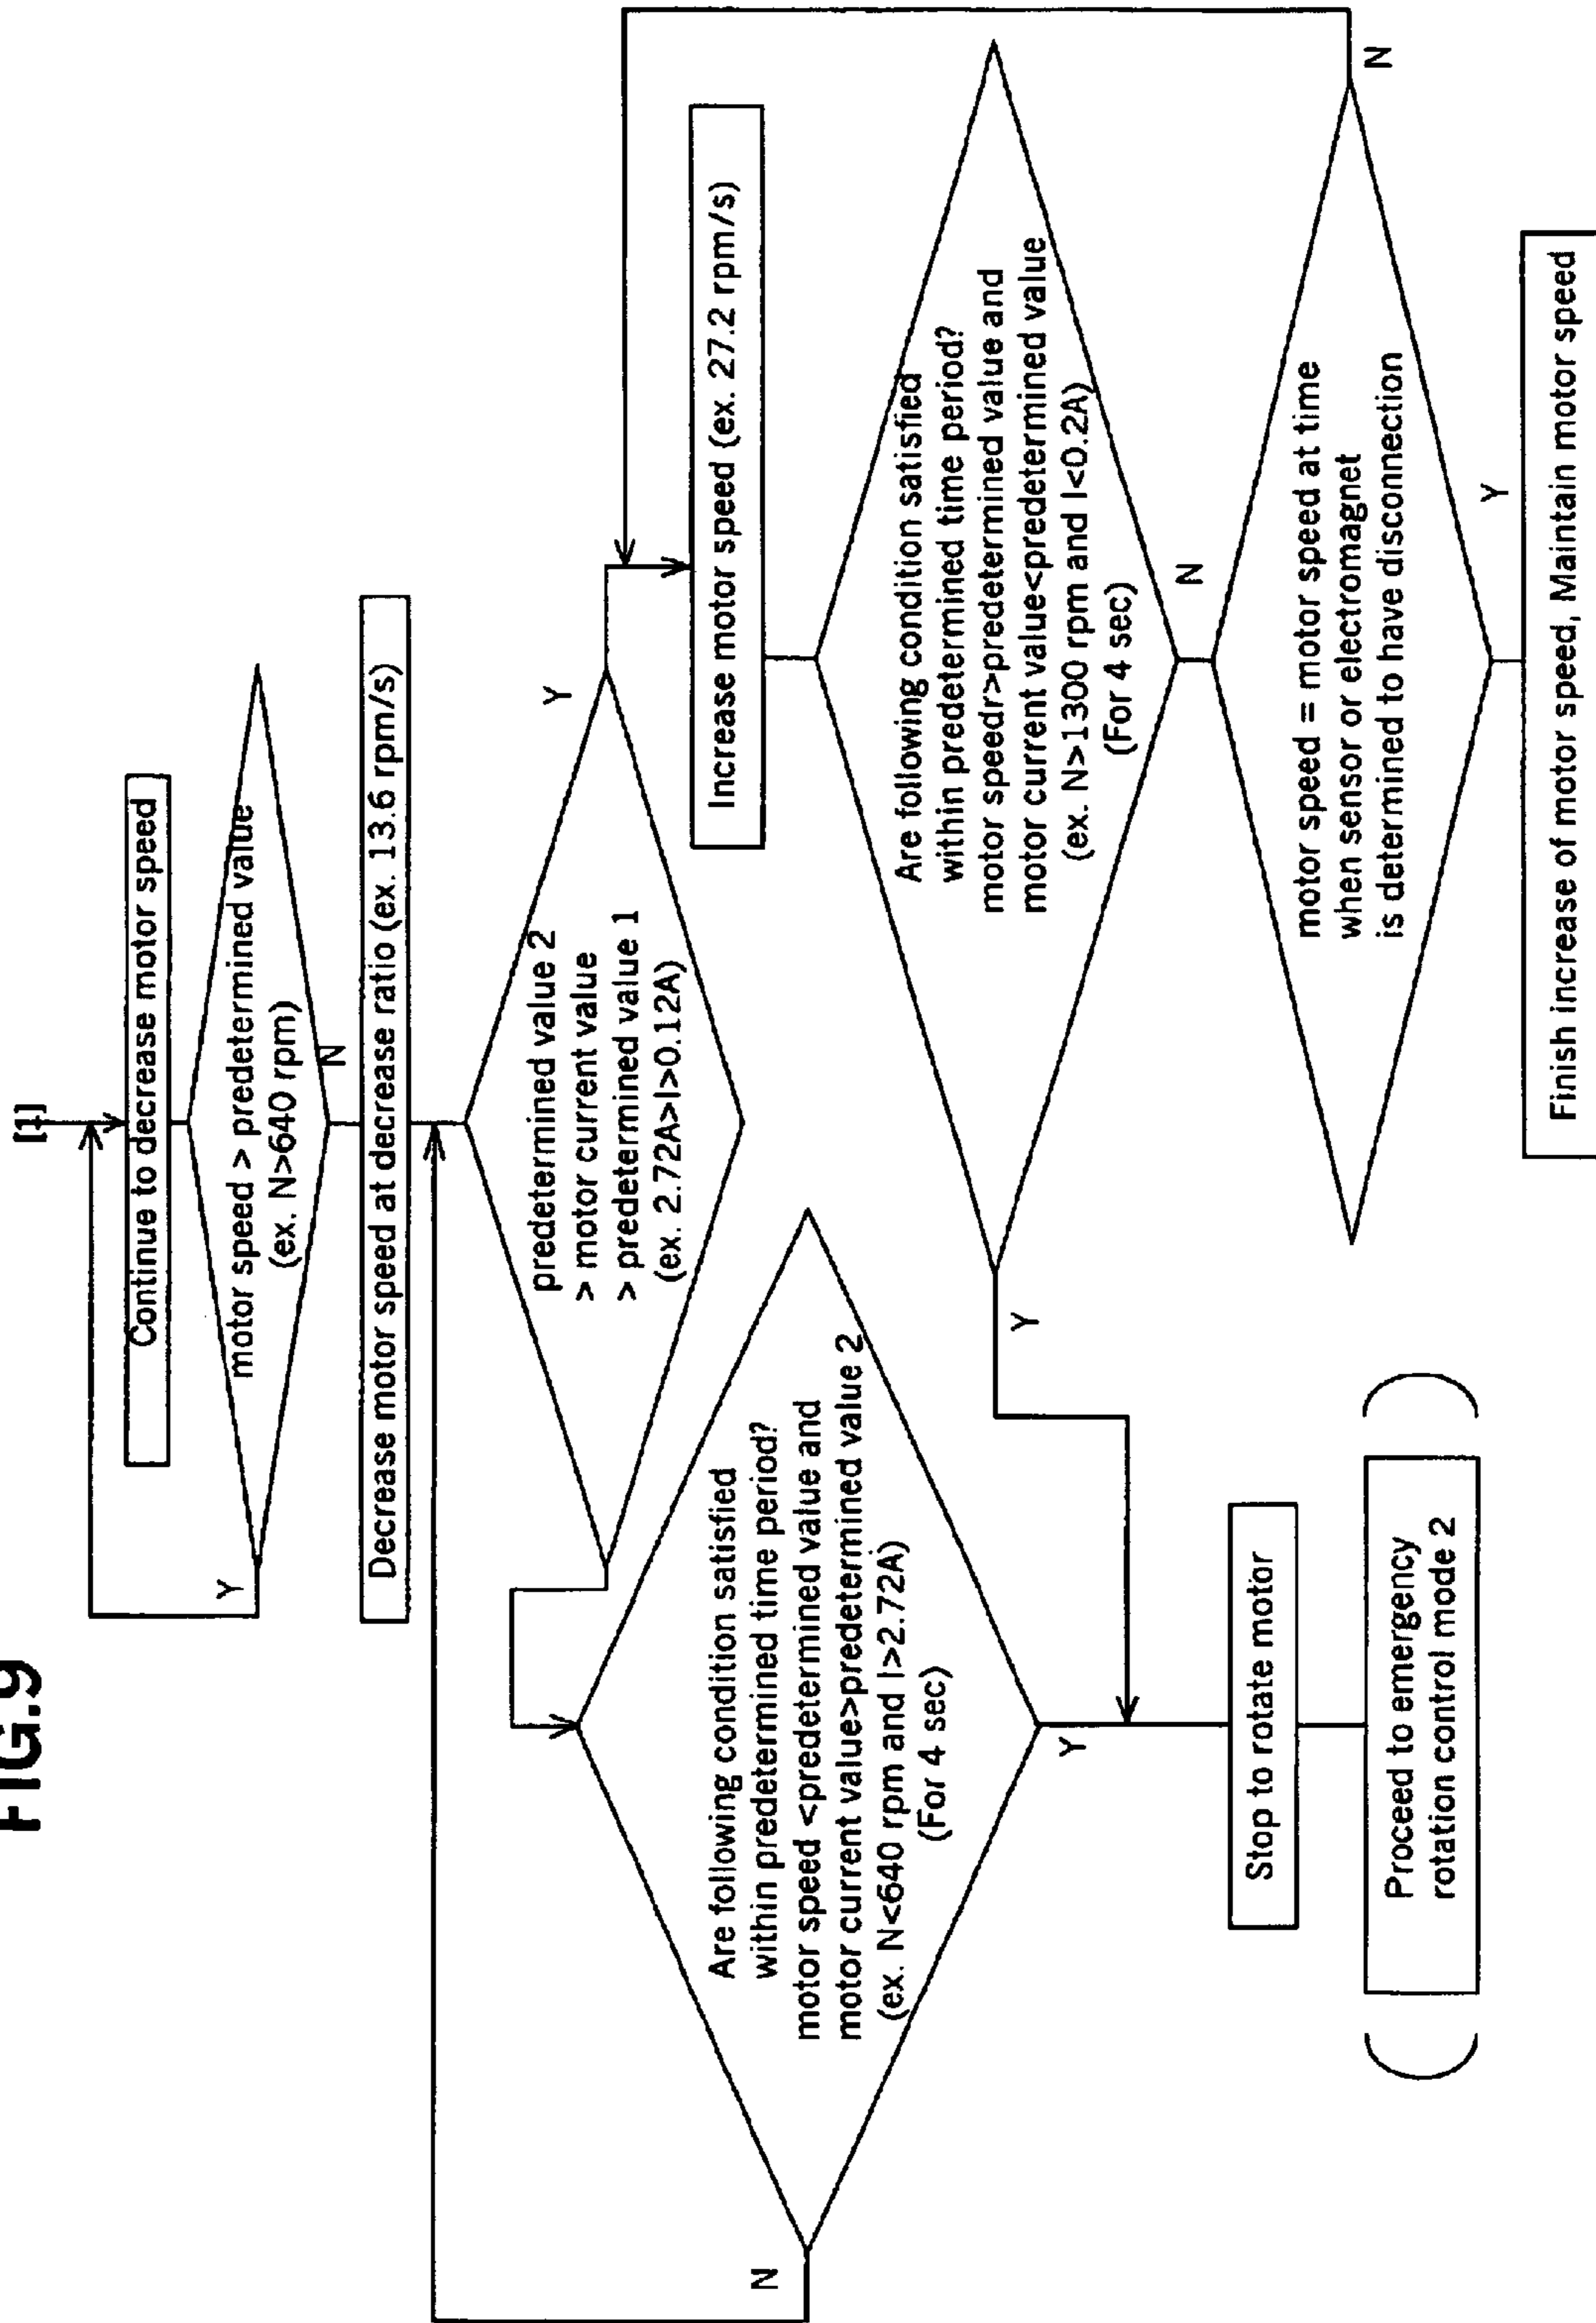 FIG.9
[1]
Continue to decrease motor speed
motor speed > predetermined value
(ex. N>640 rpm)
Y
N
Decrease motor speed at decrease ratio (ex. 13.6 rpm/s)
predetermined value 2
> motor current value
> predetermined value 1
(ex. 2.72A>I>0.12A)
Y
Are following condition satisfied
within predetermined time period?
motor speed <predetermined value and
motor current value>predetermined value 2
(ex. N<640 rpm and I>2.72A)
(For 4 sec)
N
Y
Increase motor speed (ex. 27.2 rpm/s)
Are following condition satisfied
within predetermined time period?
motor speedr>predetermined value and
motor current value<predetermined value
(ex. N>1300 rpm and I<0.2A)
(For 4 sec)
Y
N
motor speed = motor speed at time
when sensor or electromagnet
is determined to have disconnection
N
Y
Stop to rotate motor
Proceed to emergency
rotation control mode 2
Finish increase of motor speed, Maintain motor speed